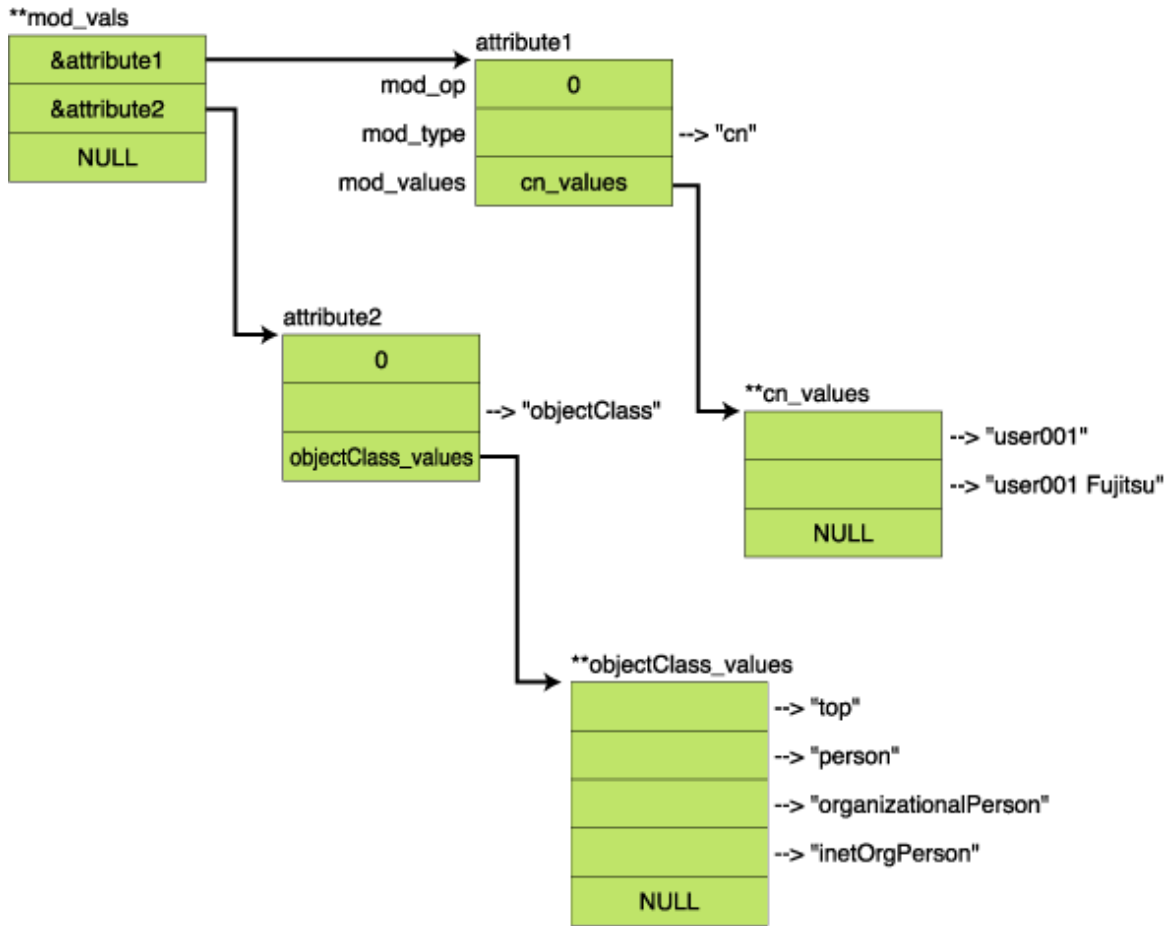 **mod_vals
&attribute1
&attribute2
NULL
attribute1
mod_op 0
mod_type --> "cn"
mod_values cn_values
attribute2
0
--> "objectClass"
objectClass_values
**cn_values
--> "user001"
--> "user001 Fujitsu"
NULL
**objectClass_values
--> "top"
--> "person"
--> "organizationalPerson"
--> "inetOrgPerson"
NULL